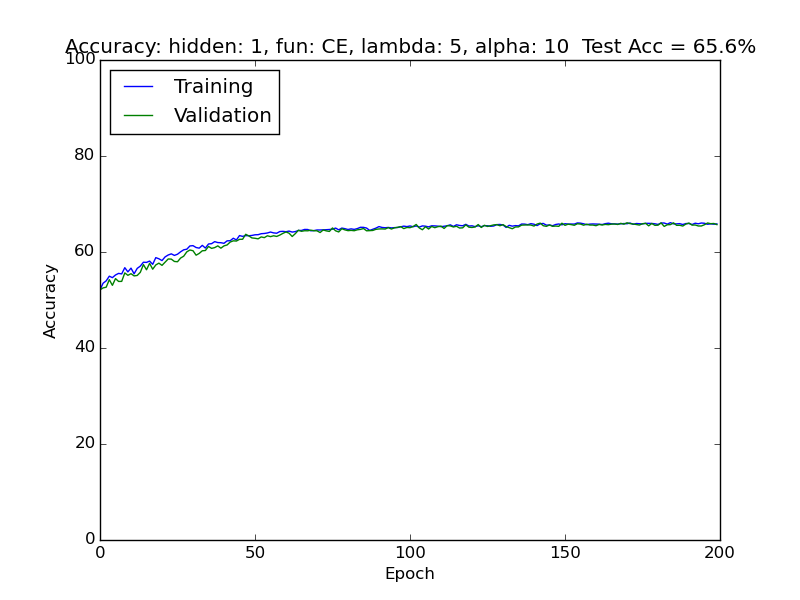 Accuracy: hidden: 1, fun: CE, lambda: 5, alpha: 10  Test Acc = 65.6%
100
Training
Validation
80
60
Accuracy
40
20
0
0 50 100 150 200
Epoch